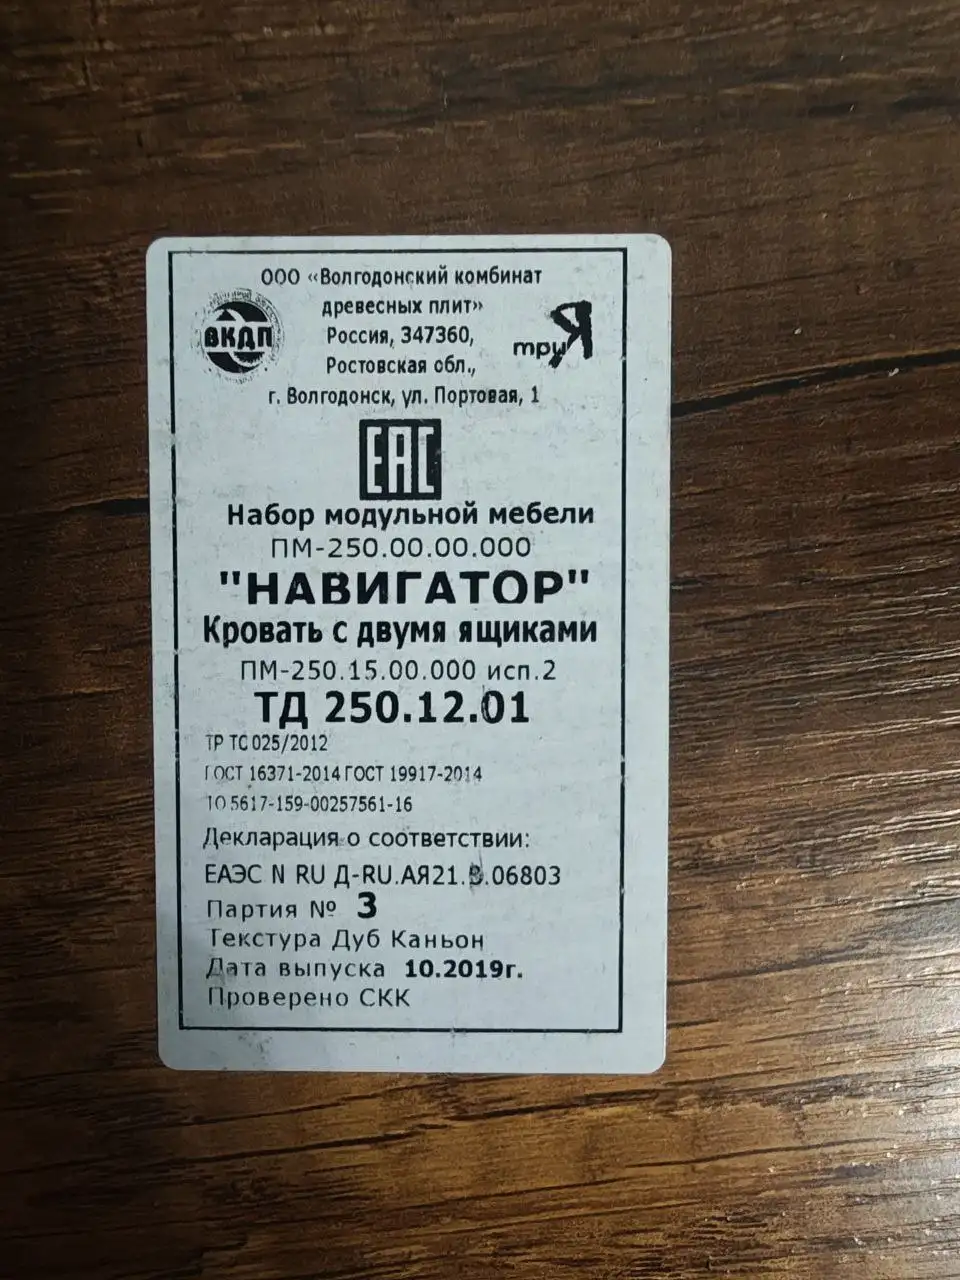 ООО «Волгодонский комбинат
древесных плит»
Россия, 347360,
Ростовская обл.,
г. Волгодонск, ул. Портовая, 1
ВКДП
триЯ
EAC
Набор модульной мебели
ПМ-250.00.00.000
"НАВИГАТОР"
Кровать с двумя ящиками
ПМ-250.15.00.000 исп.2
ТД 250.12.01
ТР ТС 025/2012
ГОСТ 16371-2014 ГОСТ 19917-2014
ТО 5617-159-00257561-16
Декларация о соответствии:
ЕАЭС N RU Д-RU.АЯ21.В.06803
Партия № 3
Текстура Дуб Каньон
Дата выпуска 10.2019г.
Проверено СКК